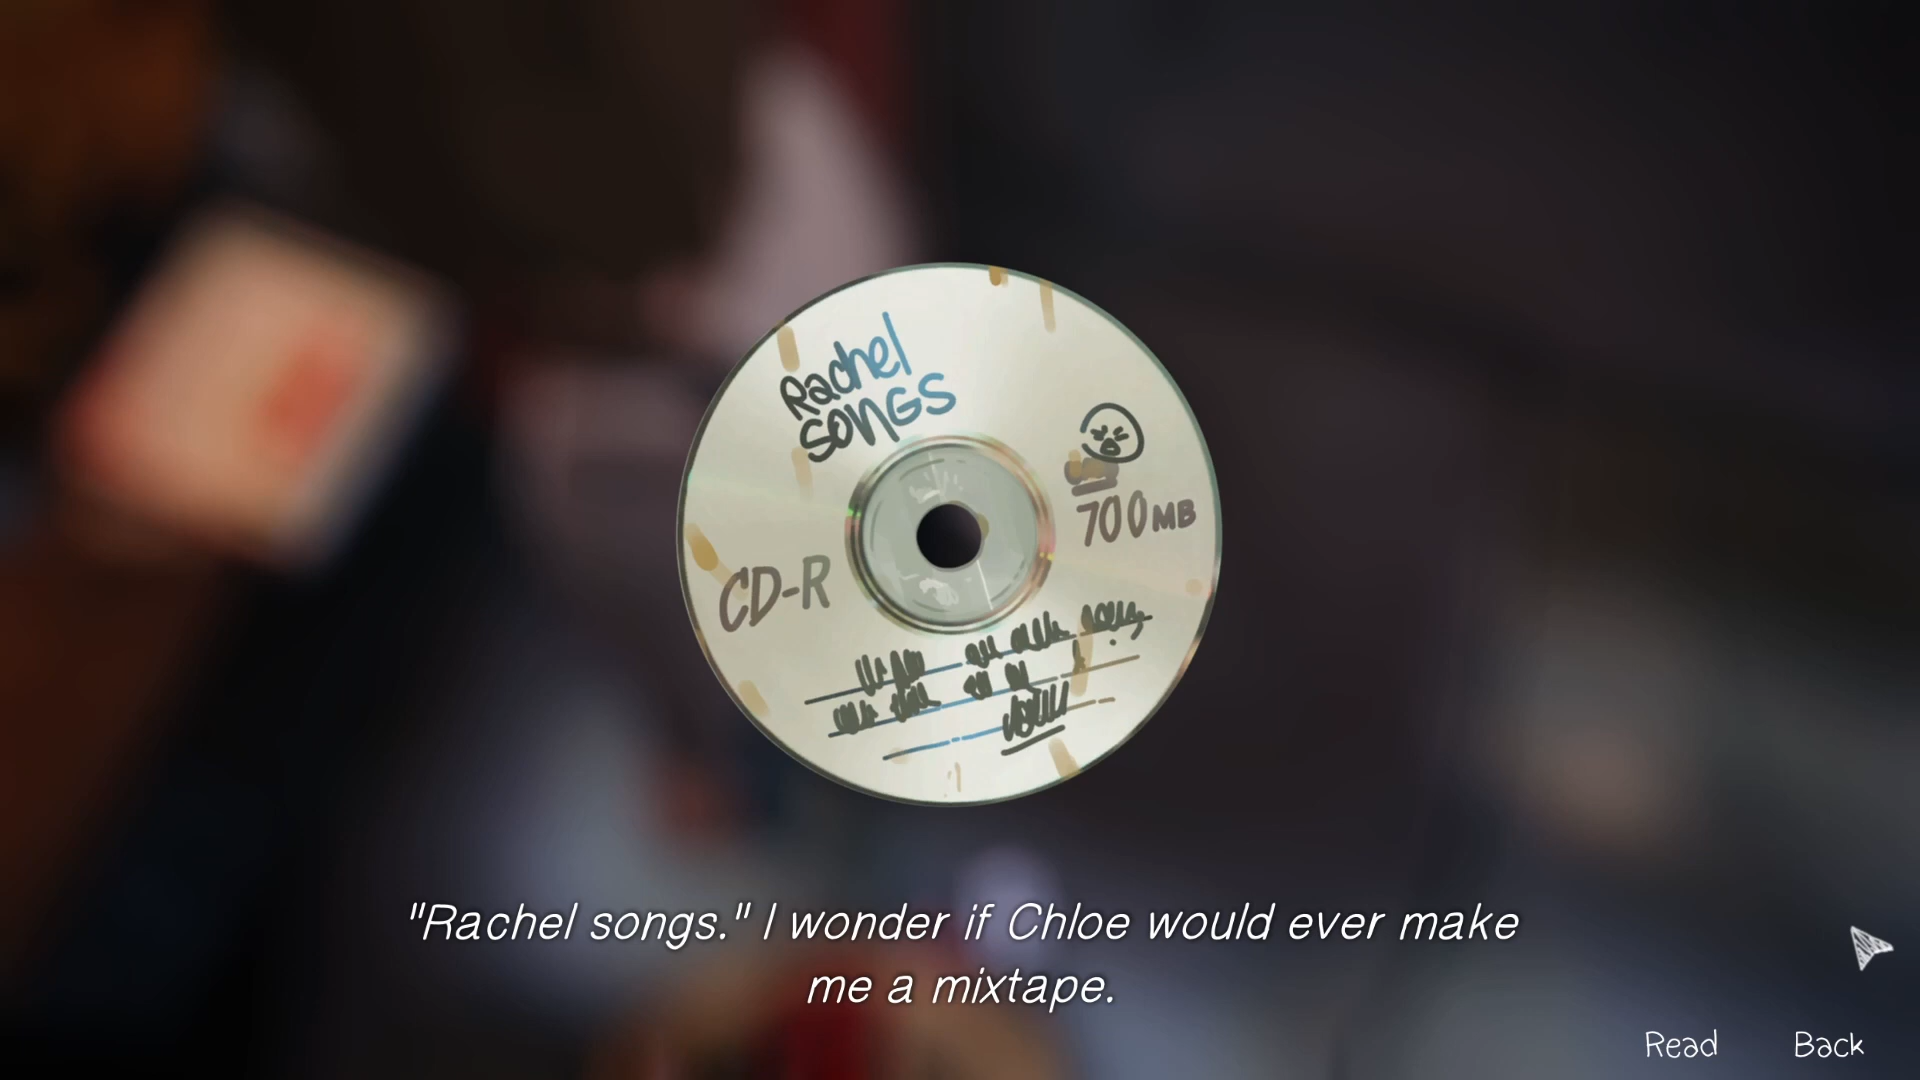 Rachel
SONGS
700MB
CD-R
"Rachel songs." I wonder if Chloe would ever make
me a mixtape.
Read Back